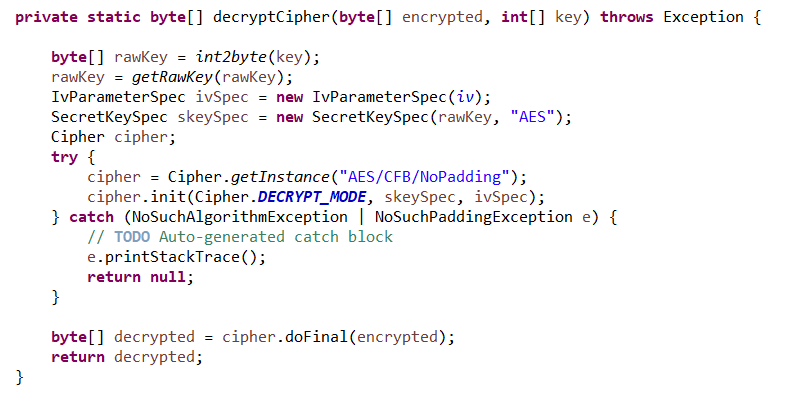 private static byte[] decryptCipher(byte[] encrypted, int[] key) throws Exception {
byte[] rawKey = int2byte(key);
rawKey = getRawKey(rawKey);
IvParameterSpec ivSpec = new IvParameterSpec(iv);
SecretKeySpec skeySpec = new SecretKeySpec(rawKey, "AES");
Cipher cipher;
try {
cipher = Cipher.getInstance("AES/CFB/NoPadding");
cipher.init(Cipher.DECRYPT_MODE, skeySpec, ivSpec);
} catch (NoSuchAlgorithmException | NoSuchPaddingException e) {
// TODO Auto-generated catch block
e.printStackTrace();
return null;
}
byte[] decrypted = cipher.doFinal(encrypted);
return decrypted;
}